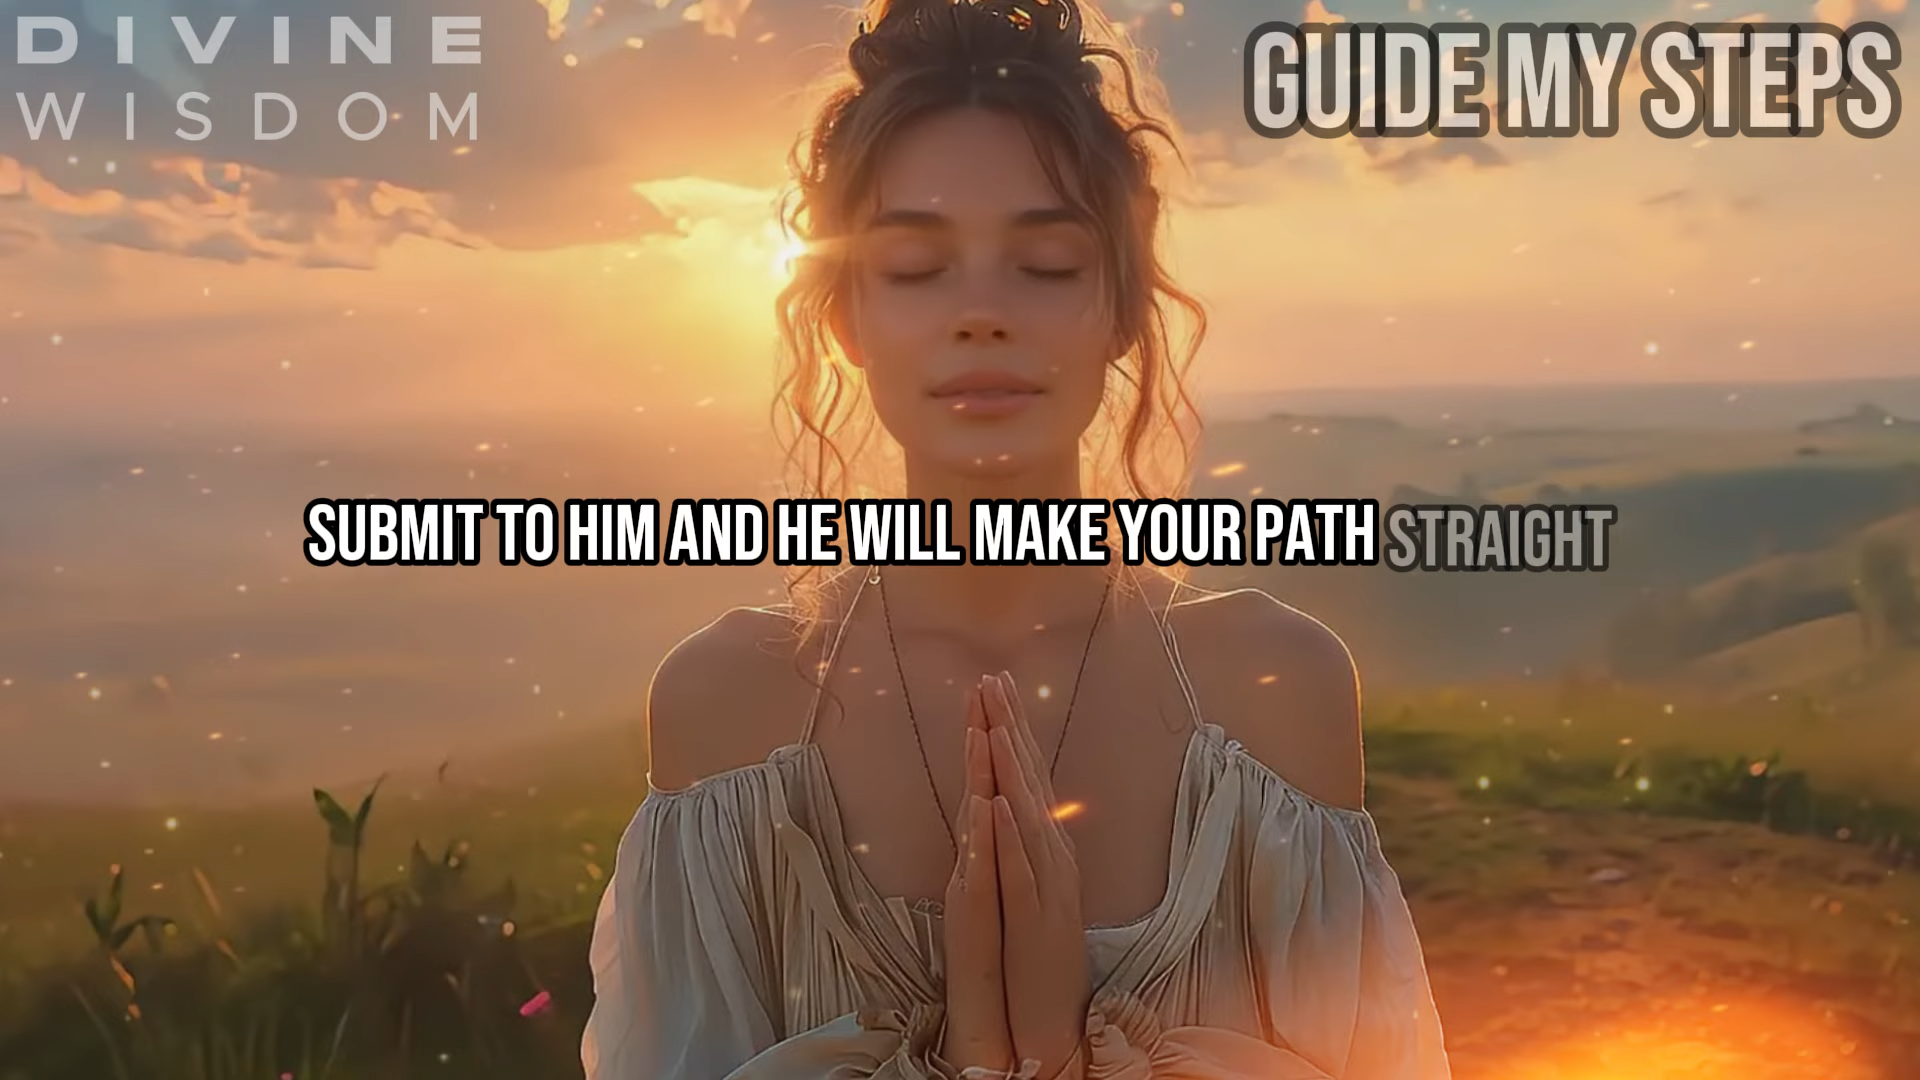 DIVINE
WISDOM
GUIDE MY STEPS
SUBMIT TO HIM AND HE WILL MAKE YOUR PATH STRAIGHT